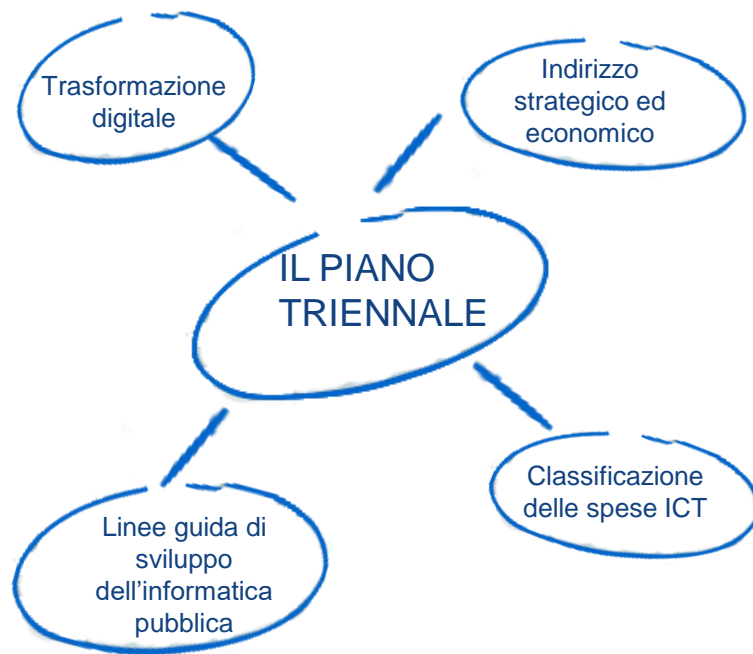 Trasformazione
digitale
Indirizzo
strategico ed
economico
IL PIANO
TRIENNALE
Classificazione
delle spese ICT
Linee guida di
sviluppo
dell’informatica
pubblica